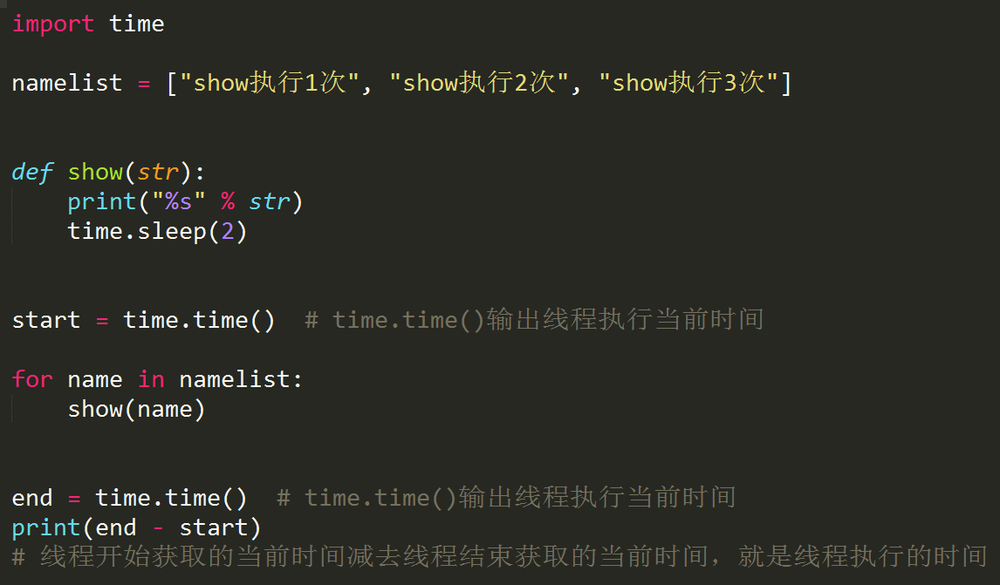 import time
namelist = ["show执行1次", "show执行2次", "show执行3次"]
def show(str):
    print("%s" % str)
    time.sleep(2)
start = time.time()  # time.time()输出线程执行当前时间
for name in namelist:
    show(name)
end = time.time()  # time.time()输出线程执行当前时间
print(end - start)
# 线程开始获取的当前时间减去线程结束获取的当前时间，就是线程执行的时间